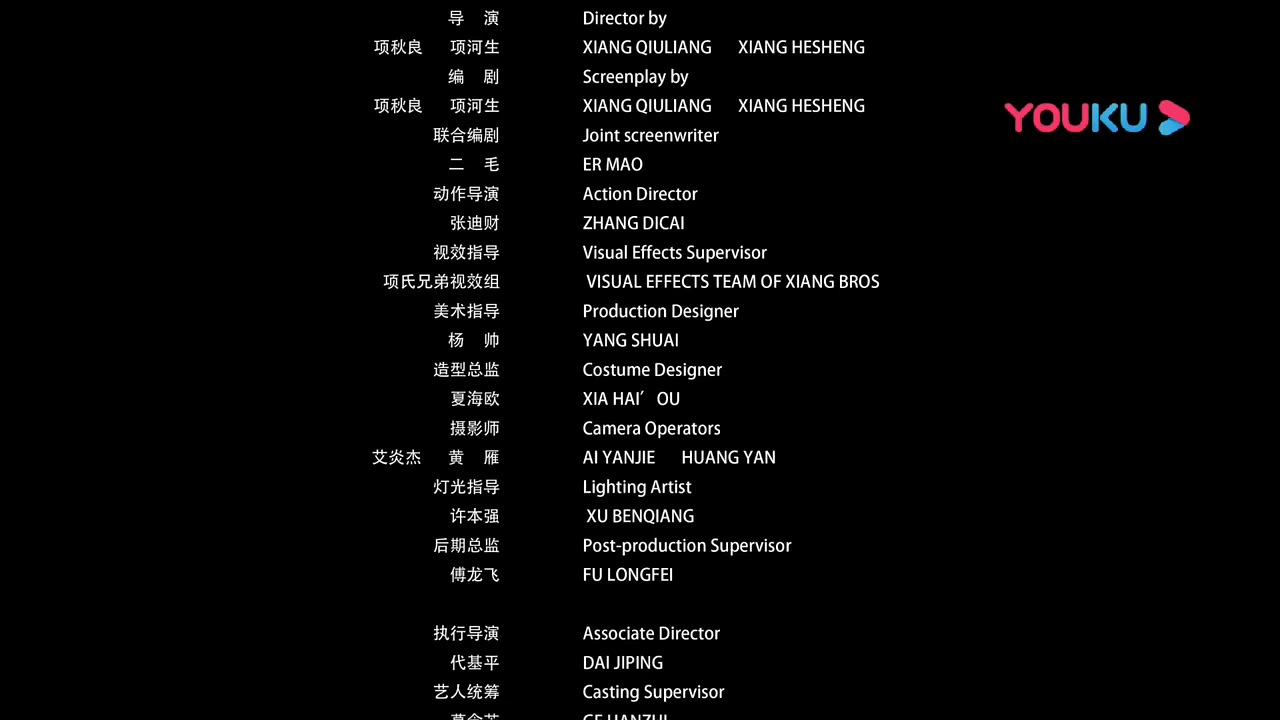 导 演 Director by
项秋良 项河生 XIANG QIULIANG XIANG HESHENG
编 剧 Screenplay by
项秋良 项河生 XIANG QIULIANG XIANG HESHENG
YOUKU
联合编剧 Joint screenwriter
二 毛 ER MAO
动作导演 Action Director
张迪财 ZHANG DICAI
视效指导 Visual Effects Supervisor
项氏兄弟视效组 VISUAL EFFECTS TEAM OF XIANG BROS
美术指导 Production Designer
杨 帅 YANG SHUAI
造型总监 Costume Designer
夏海欧 XIA HAI′ OU
摄影师 Camera Operators
艾炎杰 黄 雁 AI YANJIE HUANG YAN
灯光指导 Lighting Artist
许本强 XU BENQIANG
后期总监 Post-production Supervisor
傅龙飞 FU LONGFEI
执行导演 Associate Director
代基平 DAI JIPING
艺人统筹 Casting Supervisor